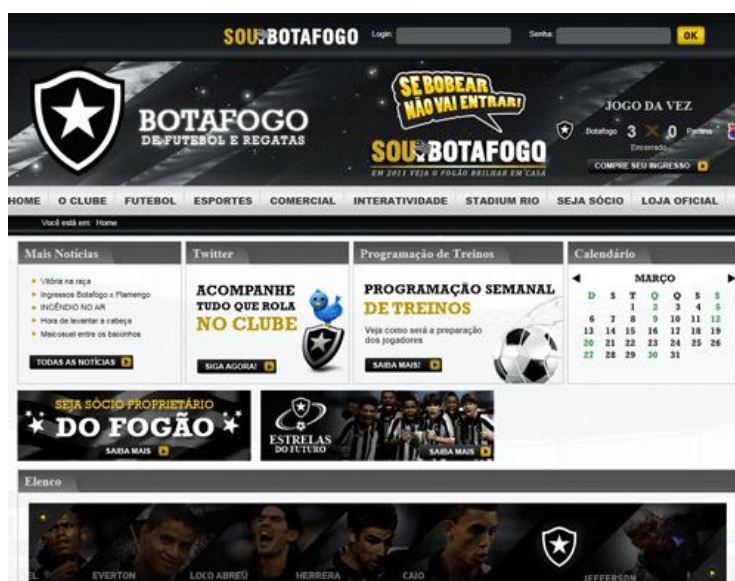 SOU BOTAFOGO
Login:
Senha:
OK
BOTAFOGO
DE FUTEBOL E REGATAS
SE BOBEAR
NÃO VAI ENTRAR!
SOU BOTAFOGO
EM 2011 VEJA O FOGÃO BRILHAR EM CASA
JOGO DA VEZ
Botafogo 3 X 0 Paraná
Encerrado
COMPRE SEU INGRESSO
HOME O CLUBE FUTEBOL ESPORTES COMERCIAL INTERATIVIDADE STADIUM RIO SEJA SÓCIO LOJA OFICIAL
Você está em: Home
Mais Notícias
Vitória na raça
Ingressos Botafogo x Flamengo
INCÊNDIO NO AR
Hora de levantar a cabeça
Maicosuel entre os baixinhos
TODAS AS NOTÍCIAS
Twitter
ACOMPANHE
TUDO QUE ROLA
NO CLUBE
SIGA AGORA!
Programação de Treinos
PROGRAMAÇÃO SEMANAL
DE TREINOS
Veja como será a preparação
dos jogadores
SAIBA MAIS!
Calendário
MARÇO
D S T Q Q S S
1 2 3 4 5
6 7 8 9 10 11 12
13 14 15 16 17 18 19
20 21 22 23 24 25 26
27 28 29 30 31
SEJA SÓCIO PROPRIETÁRIO
DO FOGÃO
SAIBA MAIS
ESTRELAS
DO FUTURO
SAIBA MAIS
Elenco
EL EVERTON LOCO ABREU HERRERA CAIO JEFFERSON